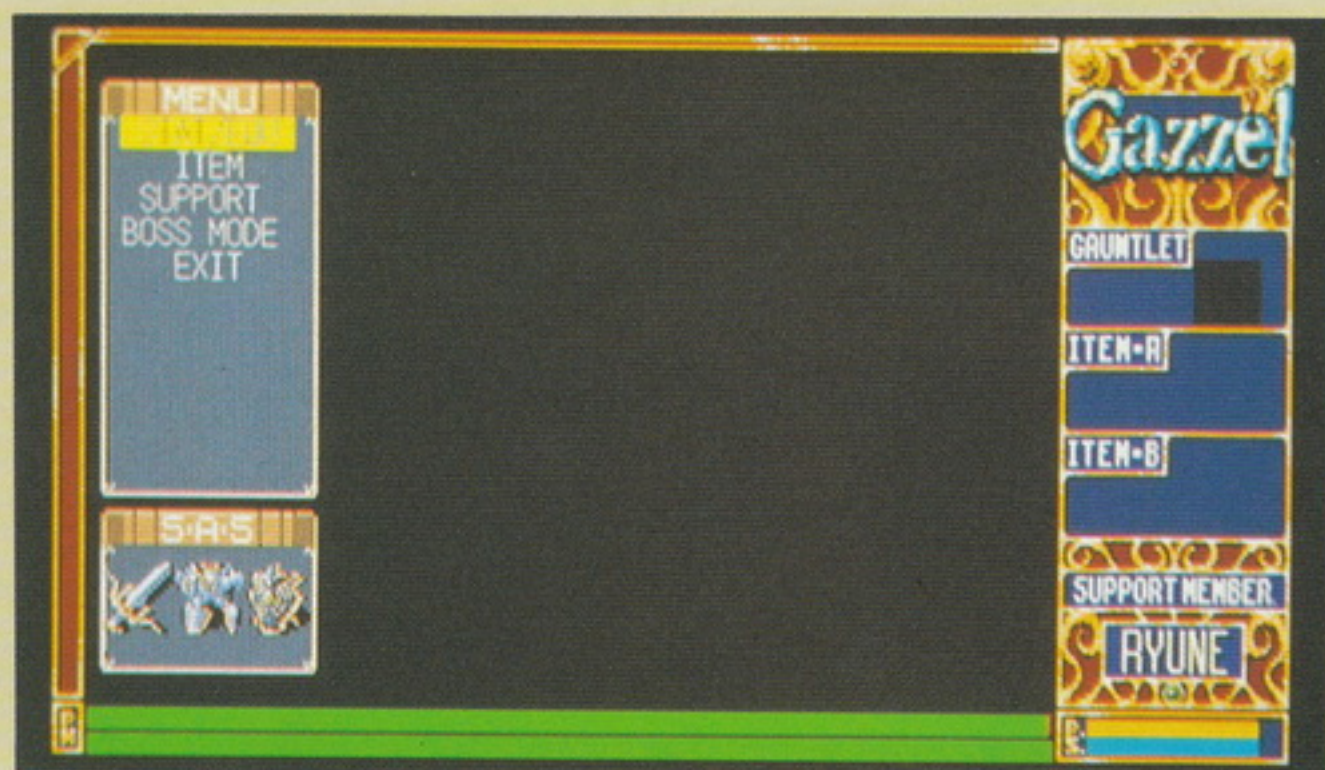 MENU
ITEM
SUPPORT
BOSS MODE
EXIT
S·A·S
Gazzel
GAUNTLET
ITEM·A
ITEM·B
SUPPORT MEMBER
RYUNE